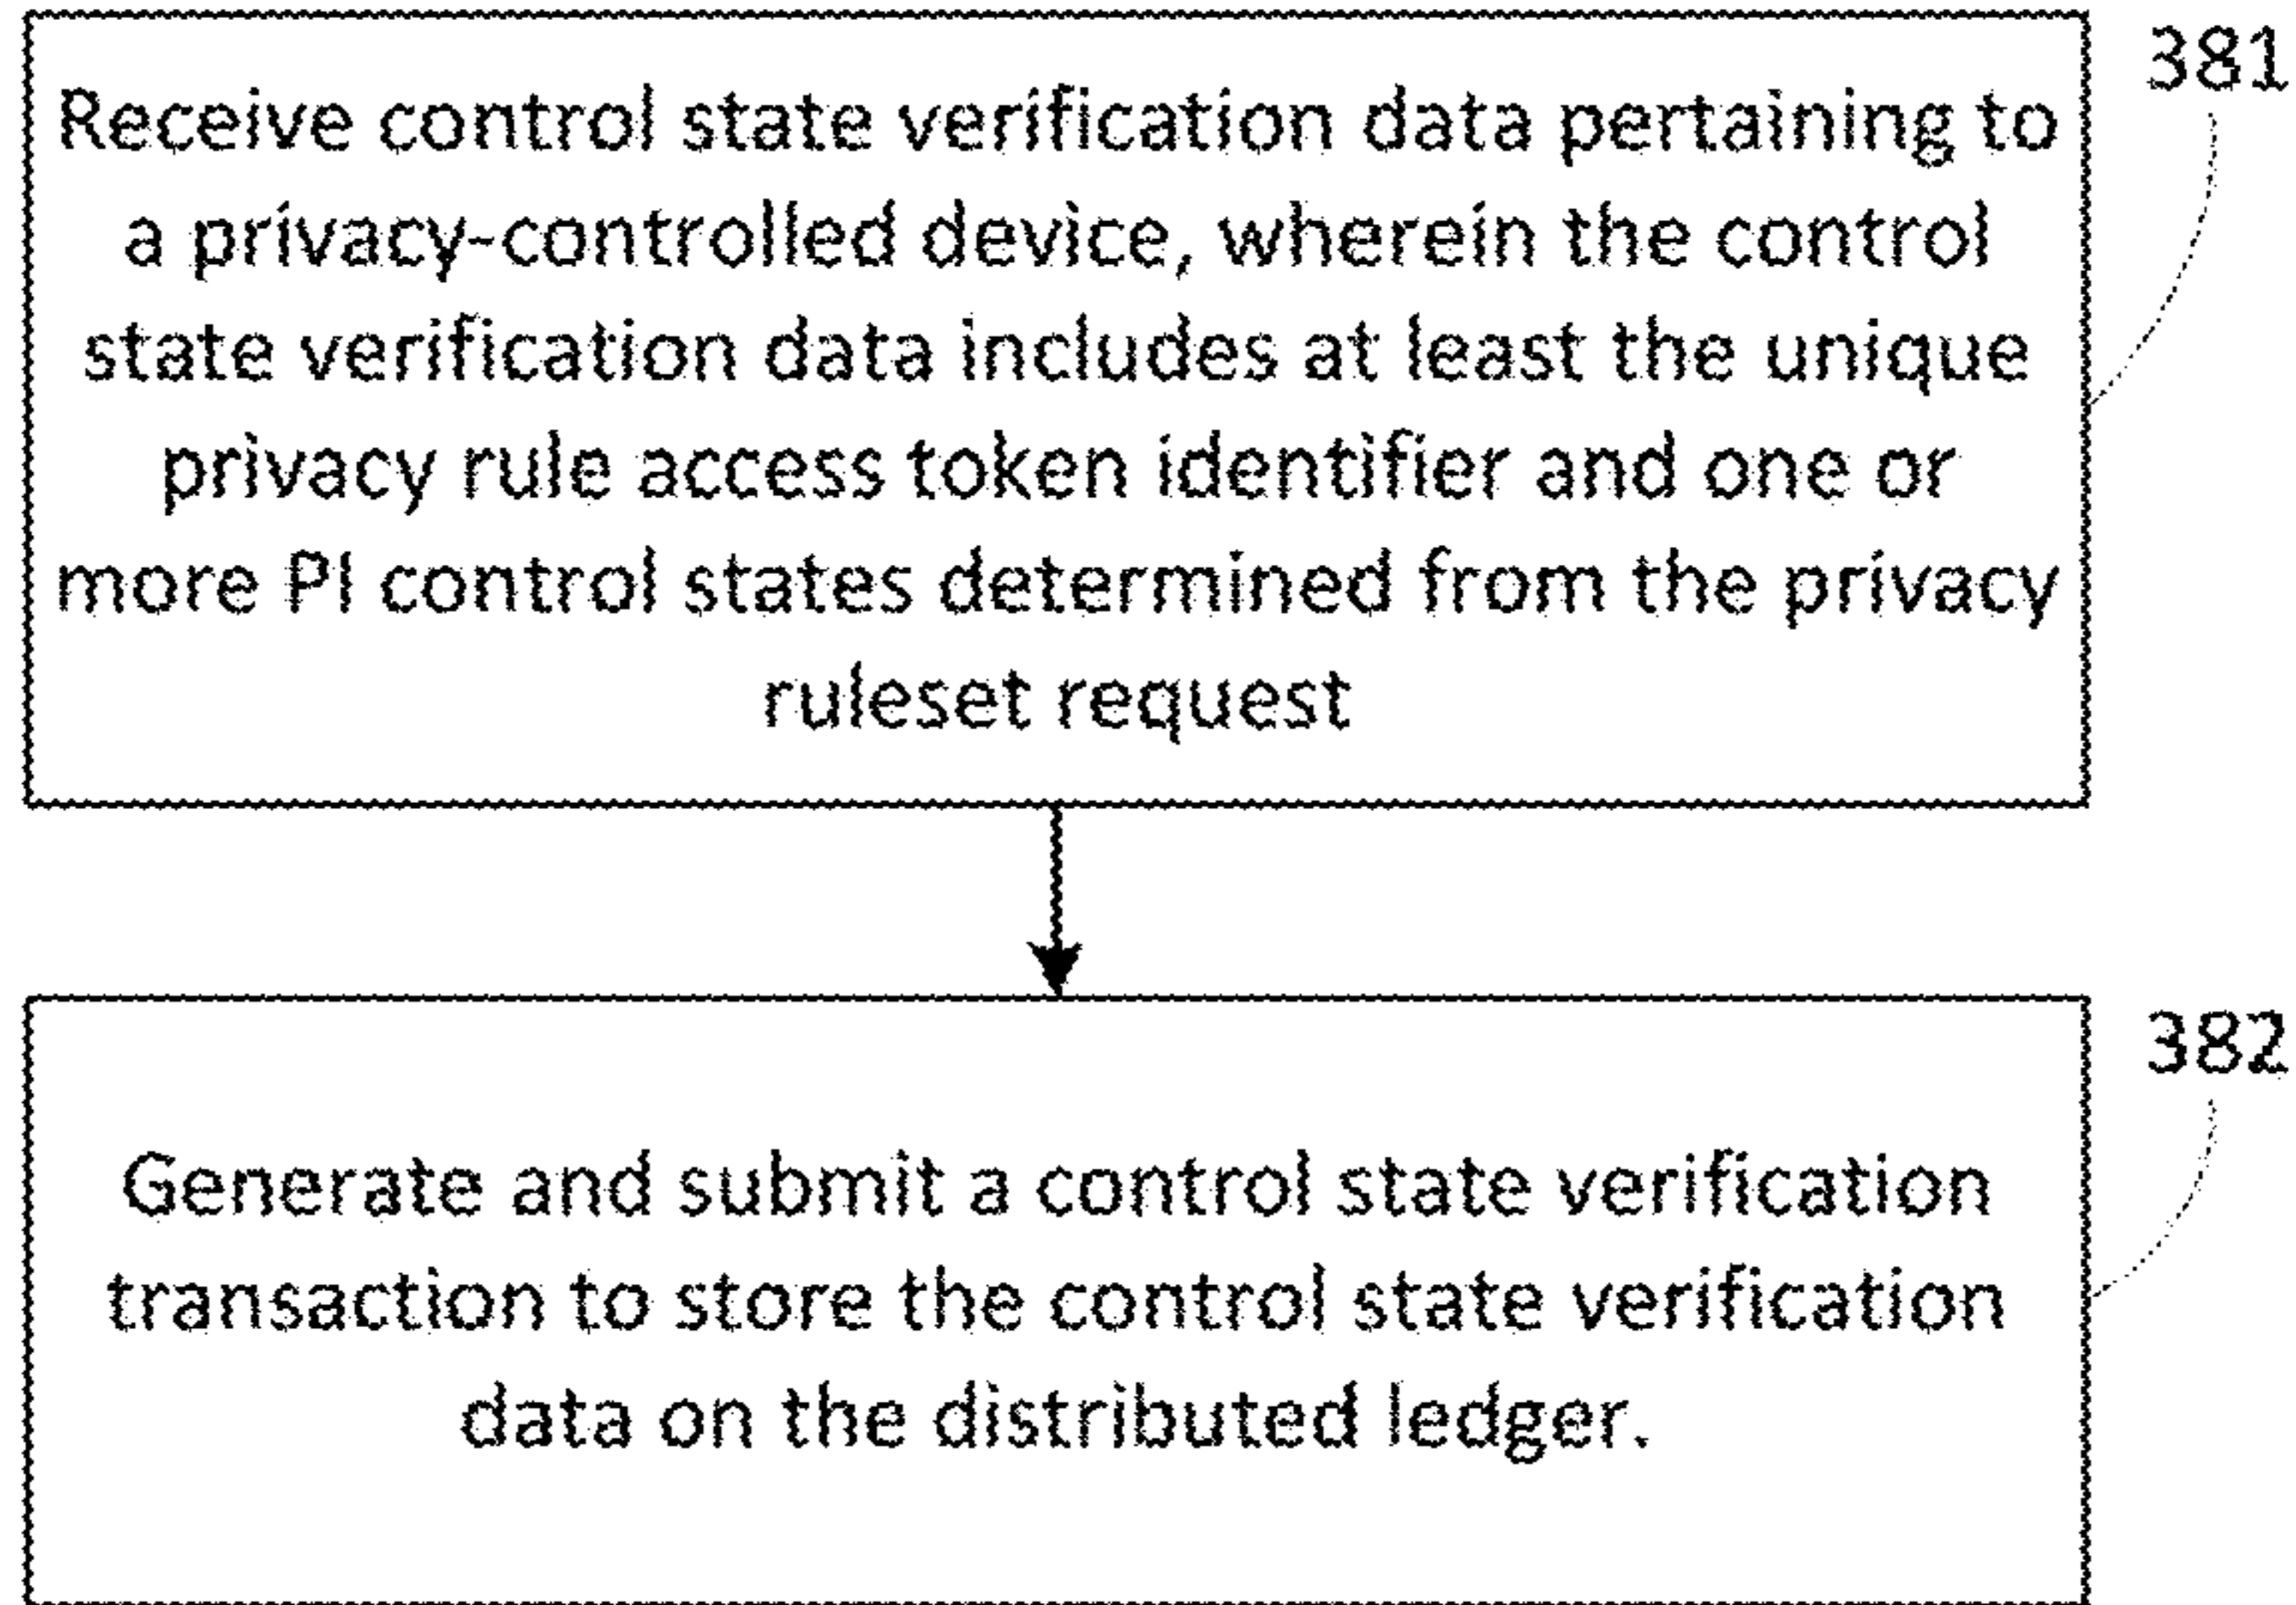 381
Receive control state verification data pertaining to
a privacy-controlled device, wherein the control
state verification data includes at least the unique
privacy rule access token identifier and one or
more PI control states determined from the privacy
ruleset request
382
Generate and submit a control state verification
transaction to store the control state verification
data on the distributed ledger.